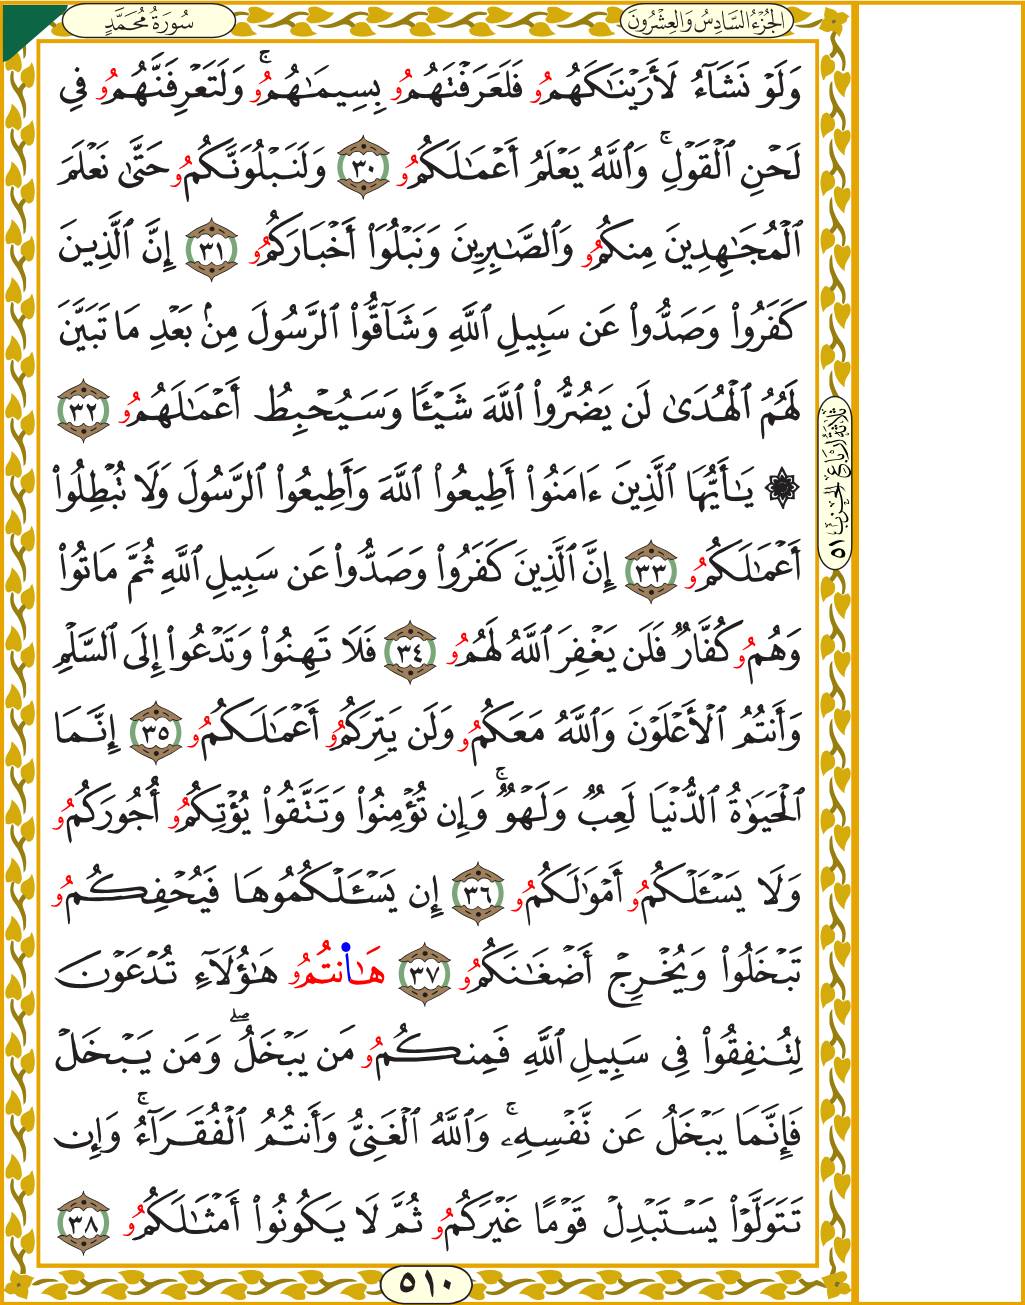 الجُزْءُ السَّادِسُ وَالعِشْرُونَ
سُورَةُ مُحَمَّدٍ
وَلَوۡ نَشَآءُ لَأَرَيۡنَٰكَهُمُۥ فَلَعَرَفۡتَهُمُۥ بِسِيمَٰهُمُۥۚ وَلَتَعۡرِفَنَّهُمُۥ فِي
لَحۡنِ ٱلۡقَوۡلِۚ وَٱللَّهُ يَعۡلَمُ أَعۡمَٰلَكُمُۥ ٣٠ وَلَنَبۡلُوَنَّكُمُۥ حَتَّىٰ نَعۡلَمَ
ٱلۡمُجَٰهِدِينَ مِنكُمُۥ وَٱلصَّٰبِرِينَ وَنَبۡلُوَاْ أَخۡبَارَكُمُۥ ٣١ إِنَّ ٱلَّذِينَ
كَفَرُواْ وَصَدُّواْ عَن سَبِيلِ ٱللَّهِ وَشَآقُّواْ ٱلرَّسُولَ مِنۢ بَعۡدِ مَا تَبَيَّنَ
لَهُمُ ٱلۡهُدَىٰ لَن يَضُرُّواْ ٱللَّهَ شَيۡـٔٗا وَسَيُحۡبِطُ أَعۡمَٰلَهُمُۥ ٣٢
۞ يَٰٓأَيُّهَا ٱلَّذِينَ ءَامَنُوٓاْ أَطِيعُواْ ٱللَّهَ وَأَطِيعُواْ ٱلرَّسُولَ وَلَا تُبۡطِلُوٓاْ
أَعۡمَٰلَكُمُۥ ٣٣ إِنَّ ٱلَّذِينَ كَفَرُواْ وَصَدُّواْ عَن سَبِيلِ ٱللَّهِ ثُمَّ مَاتُواْ
وَهُمُۥ كُفَّارٞ فَلَن يَغۡفِرَ ٱللَّهُ لَهُمُۥ ٣٤ فَلَا تَهِنُواْ وَتَدۡعُوٓاْ إِلَى ٱلسَّلۡمِ
وَأَنتُمُ ٱلۡأَعۡلَوۡنَ وَٱللَّهُ مَعَكُمُۥ وَلَن يَتِرَكُمُۥ أَعۡمَٰلَكُمُۥ ٣٥ إِنَّمَا
ٱلۡحَيَوٰةُ ٱلدُّنۡيَا لَعِبٞ وَلَهۡوٞۚ وَإِن تُؤۡمِنُواْ وَتَتَّقُواْ يُؤۡتِكُمُۥ أُجُورَكُمُۥ
وَلَا يَسۡـَٔلۡكُمُۥ أَمۡوَٰلَكُمُۥ ٣٦ إِن يَسۡـَٔلۡكُمُوهَا فَيُحۡفِكُمُۥ
تَبۡخَلُواْ وَيُخۡرِجۡ أَضۡغَٰنَكُمُۥ ٣٧ هَٰانتُمُۥ هَٰٓؤُلَآءِ تُدۡعَوۡنَ
لِتُنفِقُواْ فِي سَبِيلِ ٱللَّهِ فَمِنكُمُۥ مَن يَبۡخَلُۖ وَمَن يَبۡخَلۡ
فَإِنَّمَا يَبۡخَلُ عَن نَّفۡسِهِۦۚ وَٱللَّهُ ٱلۡغَنِيُّ وَأَنتُمُ ٱلۡفُقَرَآءُۚ وَإِن
تَتَوَلَّوۡاْ يَسۡتَبۡدِلۡ قَوۡمًا غَيۡرَكُمُۥ ثُمَّ لَا يَكُونُوٓاْ أَمۡثَٰلَكُمُۥ ٣٨
ثَلَاثَةُ أَرْبَاعِ الْحِزْبِ ٥١
٥١٠